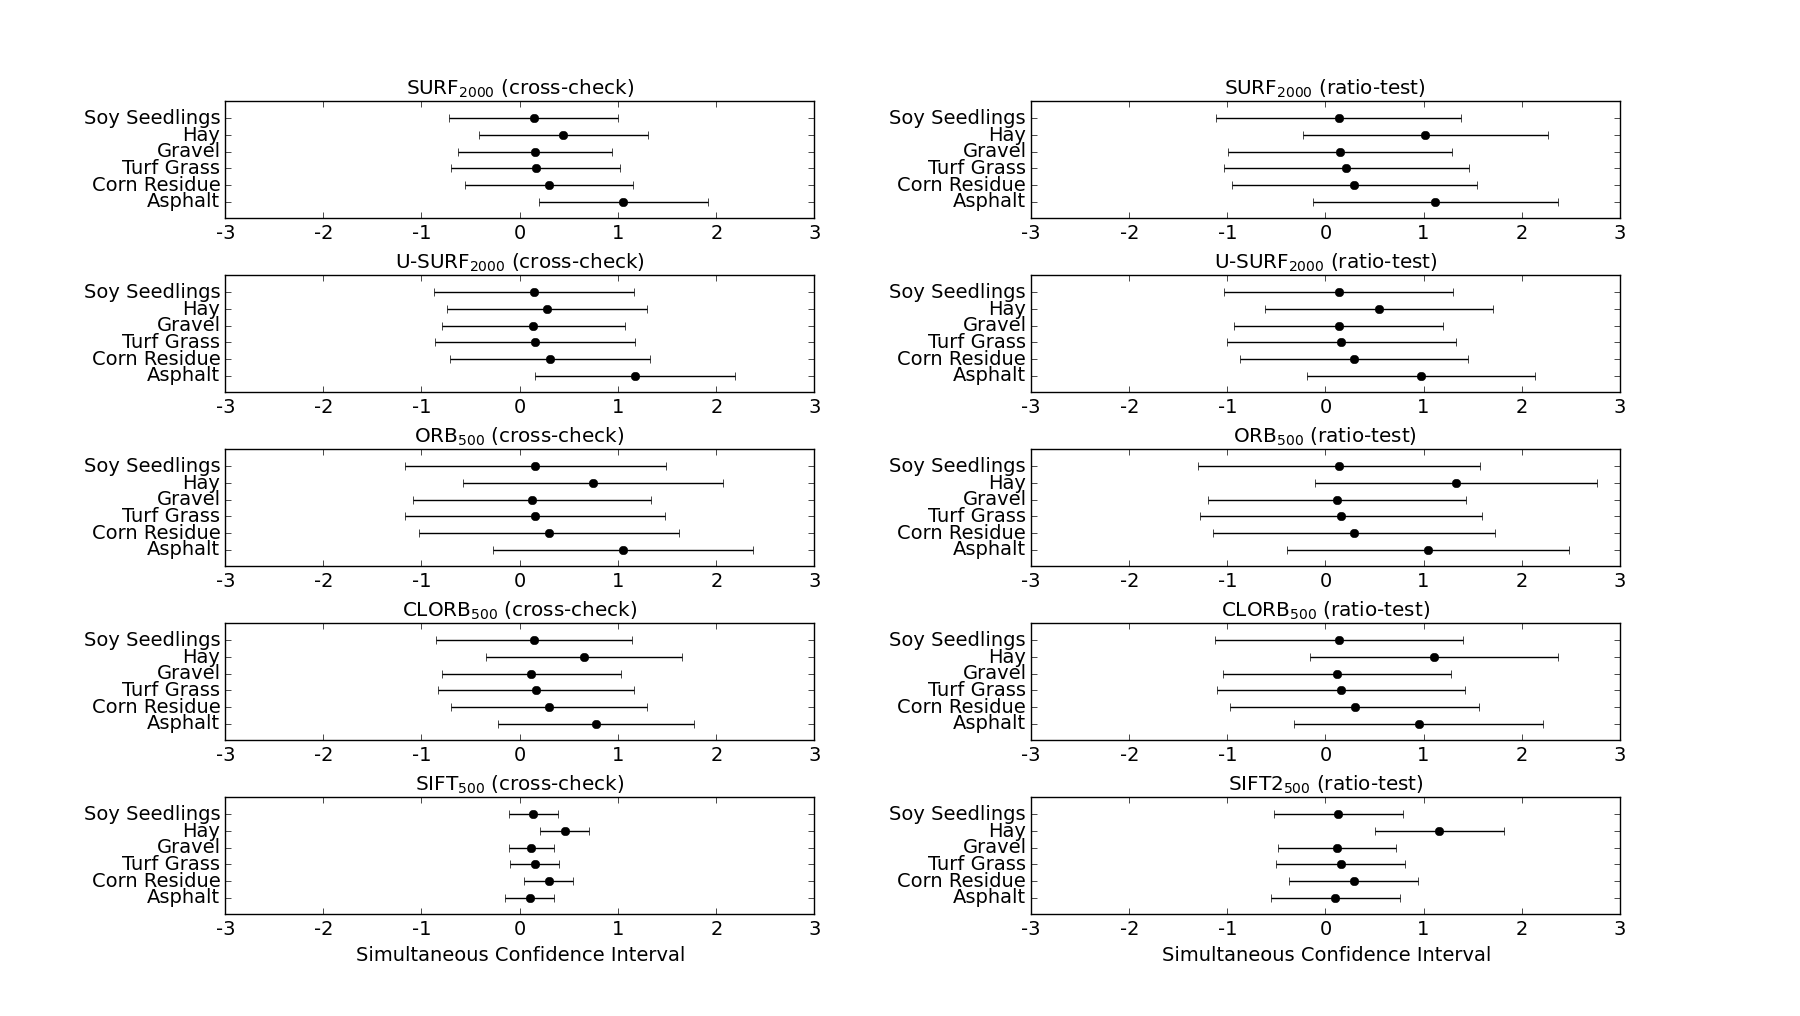 SURF2000 (cross-check)
Soy Seedlings
Hay
Gravel
Turf Grass
Corn Residue
Asphalt
-3 -2 -1 0 1 2 3
SURF2000 (ratio-test)
Soy Seedlings
Hay
Gravel
Turf Grass
Corn Residue
Asphalt
-3 -2 -1 0 1 2 3
U-SURF2000 (cross-check)
Soy Seedlings
Hay
Gravel
Turf Grass
Corn Residue
Asphalt
-3 -2 -1 0 1 2 3
U-SURF2000 (ratio-test)
Soy Seedlings
Hay
Gravel
Turf Grass
Corn Residue
Asphalt
-3 -2 -1 0 1 2 3
ORB500 (cross-check)
Soy Seedlings
Hay
Gravel
Turf Grass
Corn Residue
Asphalt
-3 -2 -1 0 1 2 3
ORB500 (ratio-test)
Soy Seedlings
Hay
Gravel
Turf Grass
Corn Residue
Asphalt
-3 -2 -1 0 1 2 3
CLORB500 (cross-check)
Soy Seedlings
Hay
Gravel
Turf Grass
Corn Residue
Asphalt
-3 -2 -1 0 1 2 3
CLORB500 (ratio-test)
Soy Seedlings
Hay
Gravel
Turf Grass
Corn Residue
Asphalt
-3 -2 -1 0 1 2 3
SIFT500 (cross-check)
Soy Seedlings
Hay
Gravel
Turf Grass
Corn Residue
Asphalt
-3 -2 -1 0 1 2 3
Simultaneous Confidence Interval
SIFT2500 (ratio-test)
Soy Seedlings
Hay
Gravel
Turf Grass
Corn Residue
Asphalt
-3 -2 -1 0 1 2 3
Simultaneous Confidence Interval